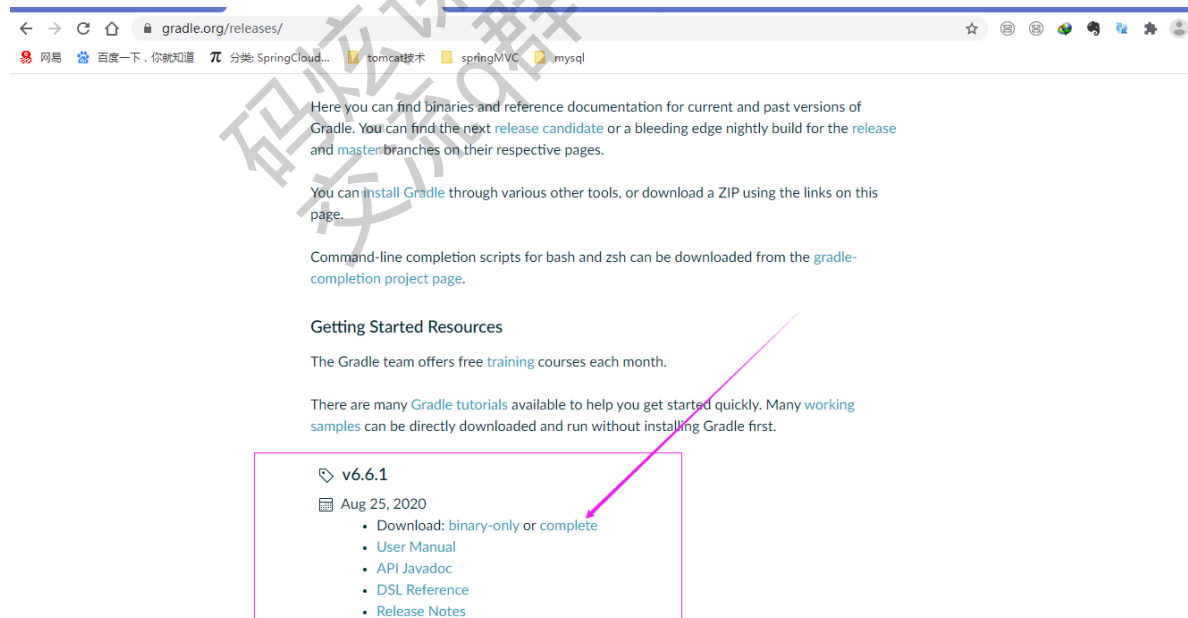 gradle.org/releases/
网易 百度一下，你就知道 分类: SpringCloud... tomcat技术 springMVC mysql
码炫课
交流q群
Here you can find binaries and reference documentation for current and past versions of
Gradle. You can find the next release candidate or a bleeding edge nightly build for the release
and master branches on their respective pages.
You can install Gradle through various other tools, or download a ZIP using the links on this
page.
Command-line completion scripts for bash and zsh can be downloaded from the gradle-
completion project page.
Getting Started Resources
The Gradle team offers free training courses each month.
There are many Gradle tutorials available to help you get started quickly. Many working
samples can be directly downloaded and run without installing Gradle first.
v6.6.1
Aug 25, 2020
• Download: binary-only or complete
• User Manual
• API Javadoc
• DSL Reference
• Release Notes